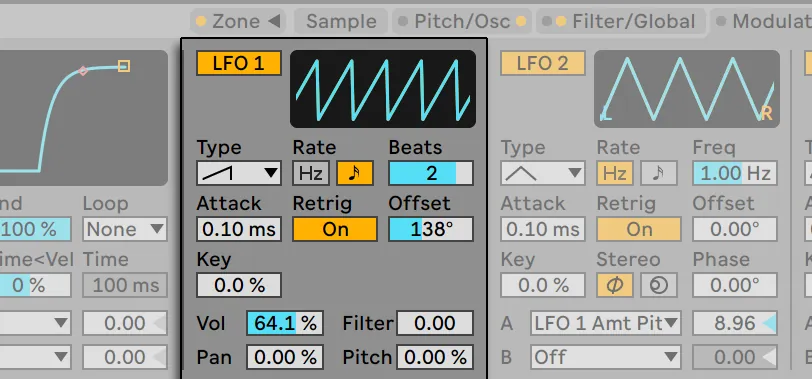 Zone Sample Pitch/Osc Filter/Global
LFO 1 LFO 2
L R
Type Rate Beats Type Rate Freq
Hz 2 Hz 1.00 Hz
Loop Attack Retrig Offset Attack Retrig Offset
100 % None 0.10 ms On 138° 0.10 ms On 0.00°
Time Key Key Stereo Phase
0 % 100 ms 0.0 % 0.0 % 0.00°
0.00 Vol 64.1 % Filter 0.00 A LFO 1 Amt Pit 8.96
0.00 Pan 0.00 % Pitch 0.00 % B Off 0.00